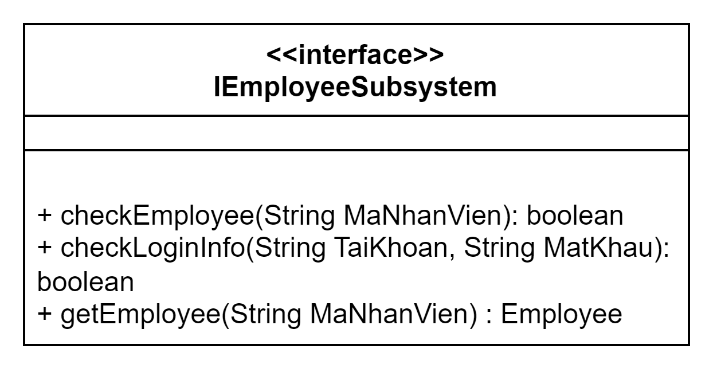 <<interface>>
IEmployeeSubsystem
+ checkEmployee(String MaNhanVien): boolean
+ checkLoginInfo(String TaiKhoan, String MatKhau):
boolean
+ getEmployee(String MaNhanVien) : Employee